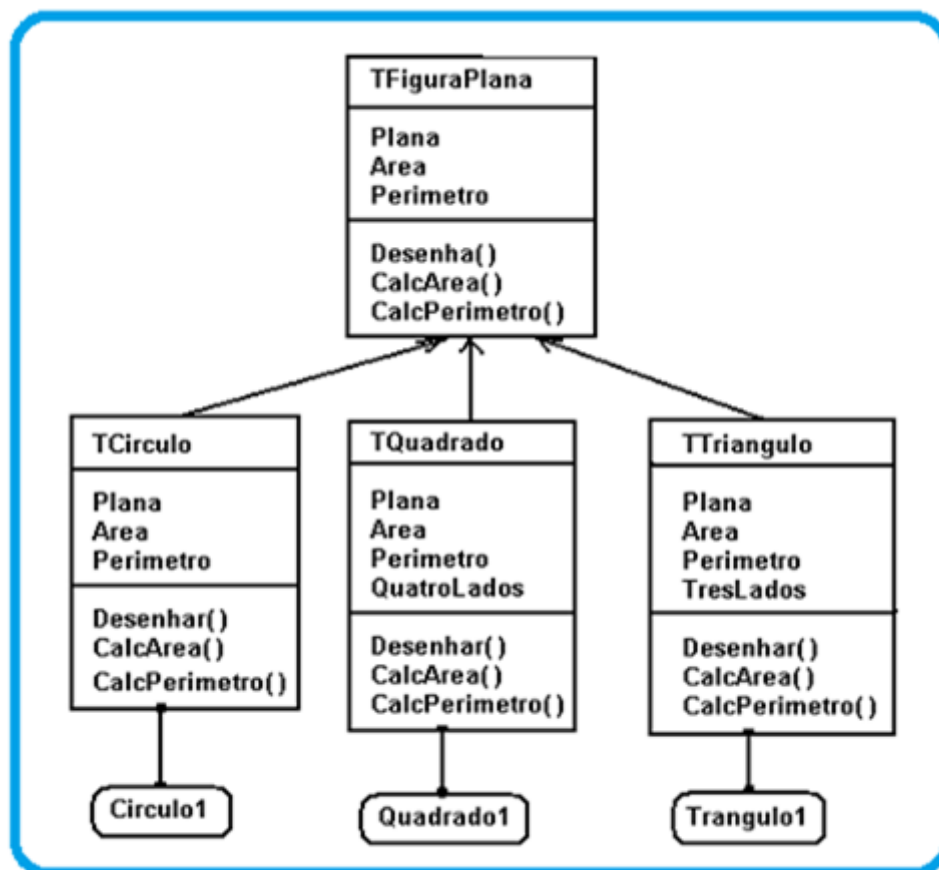 TFiguraPlana
Plana
Area
Perimetro
Desenha()
CalcArea()
CalcPerimetro()
TCirculo
Plana
Area
Perimetro
Desenhar()
CalcArea()
CalcPerimetro()
Circulo1
TQuadrado
Plana
Area
Perimetro
QuatroLados
Desenhar()
CalcArea()
CalcPerimetro()
Quadrado1
TTriangulo
Plana
Area
Perimetro
TresLados
Desenhar()
CalcArea()
CalcPerimetro()
Trangulo1